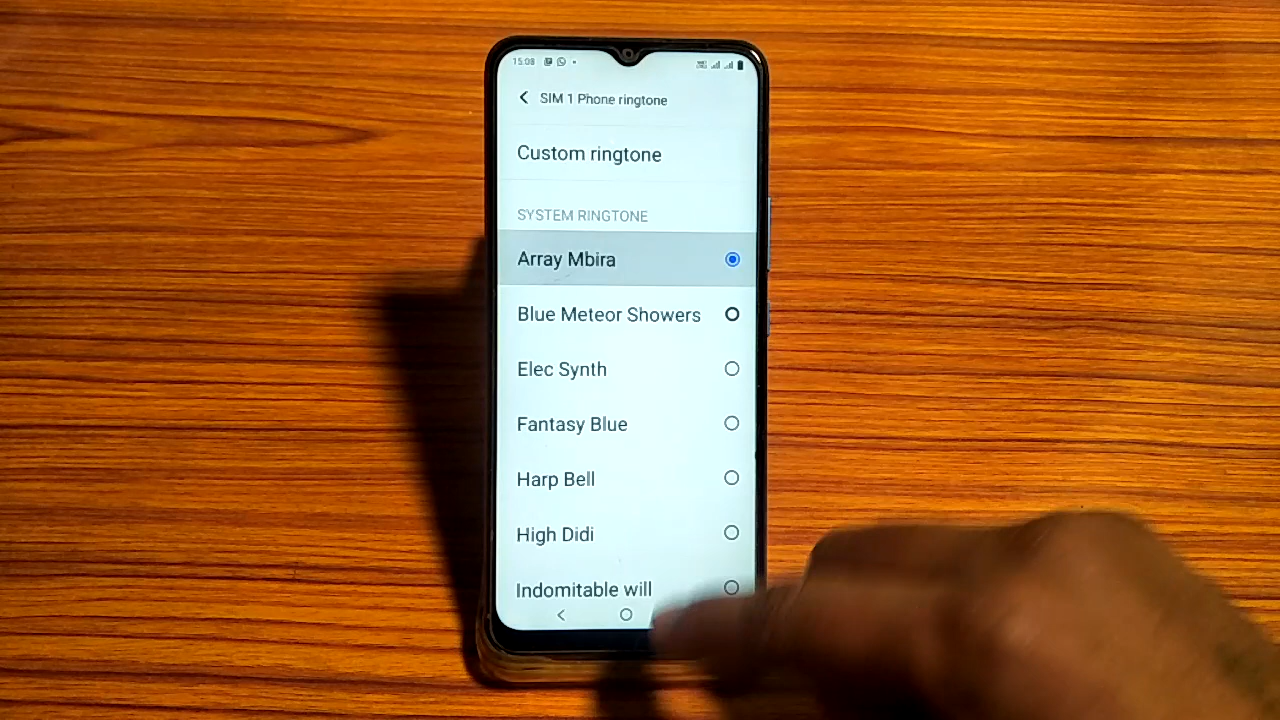 15:08
SIM 1 Phone ringtone
Custom ringtone
SYSTEM RINGTONE
Array Mbira
Blue Meteor Showers
Elec Synth
Fantasy Blue
Harp Bell
High Didi
Indomitable will